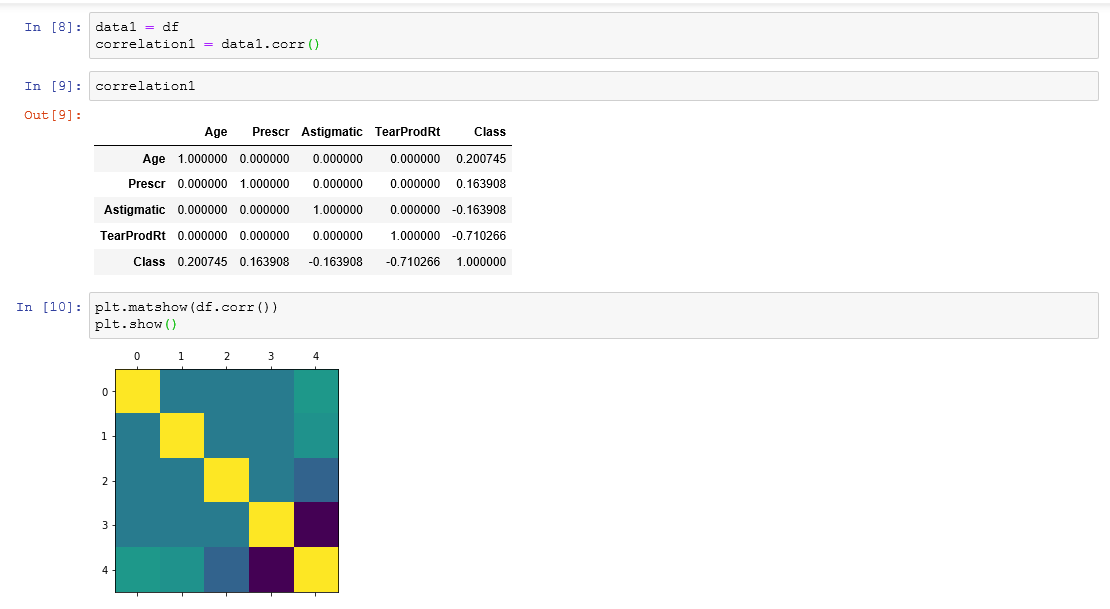 In [8]: data1 = df
correlation1 = data1.corr()
In [9]: correlation1
Out[9]:
Age Prescr Astigmatic TearProdRt Class
Age 1.000000 0.000000 0.000000 0.000000 0.200745
Prescr 0.000000 1.000000 0.000000 0.000000 0.163908
Astigmatic 0.000000 0.000000 1.000000 0.000000 -0.163908
TearProdRt 0.000000 0.000000 0.000000 1.000000 -0.710266
Class 0.200745 0.163908 -0.163908 -0.710266 1.000000
In [10]: plt.matshow(df.corr())
plt.show()
0 1 2 3 4
0
1
2
3
4